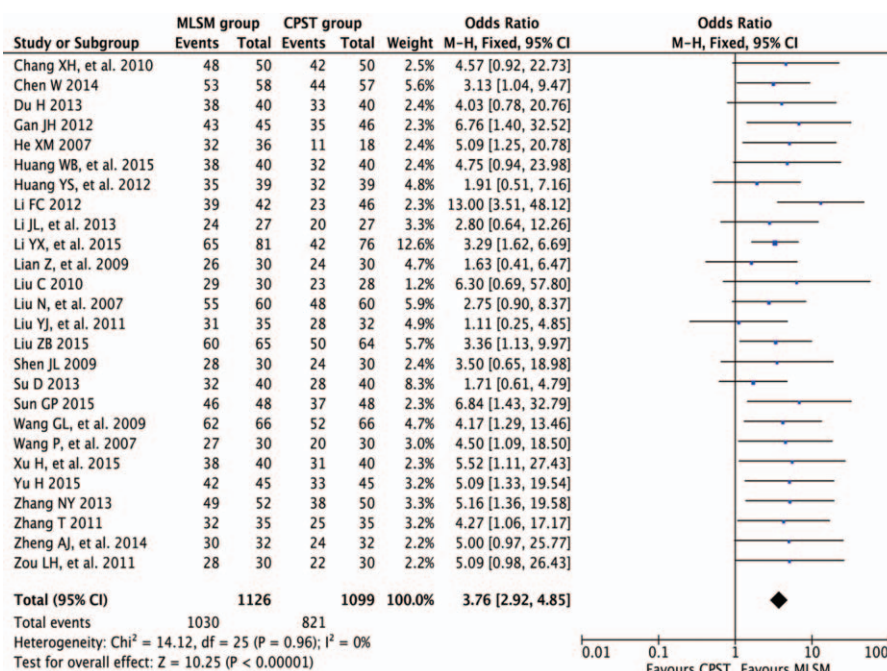 MLSM group CPST group Odds Ratio Odds Ratio
Study or Subgroup Events Total Events Total Weight M-H, Fixed, 95% CI M-H, Fixed, 95% CI
Chang XH, et al. 2010 48 50 42 50 2.5% 4.57 [0.92, 22.73]
Chen W 2014 53 58 44 57 5.6% 3.13 [1.04, 9.47]
Du H 2013 38 40 33 40 2.4% 4.03 [0.78, 20.76]
Gan JH 2012 43 45 35 46 2.2% 6.76 [1.40, 32.52]
He XM 2007 32 36 11 18 2.4% 5.09 [1.25, 20.78]
Huang WB, et al. 2015 38 40 32 40 2.4% 4.75 [0.94, 23.98]
Huang YS, et al. 2012 35 39 32 39 4.8% 1.91 [0.51, 7.16]
Li FC 2012 39 42 23 46 2.3% 13.00 [3.51, 48.12]
Li JL, et al. 2013 24 27 20 27 3.3% 2.80 [0.64, 12.26]
Li YX, et al. 2015 65 81 42 76 12.6% 3.29 [1.62, 6.69]
Lian Z, et al. 2009 26 30 24 30 4.7% 1.63 [0.41, 6.47]
Liu C 2010 29 30 23 28 1.2% 6.30 [0.69, 57.80]
Liu N, et al. 2007 55 60 48 60 5.9% 2.75 [0.90, 8.37]
Liu YJ, et al. 2011 31 35 28 32 5.1% 1.11 [0.25, 4.85]
Liu ZB 2015 60 65 50 64 5.7% 3.36 [1.13, 9.97]
Shen JL 2009 28 30 24 30 2.4% 3.50 [0.65, 18.98]
Su D 2013 32 40 28 40 8.3% 1.71 [0.61, 4.79]
Sun GP 2015 46 48 37 48 2.3% 6.84 [1.43, 32.79]
Wang GL, et al. 2009 62 66 52 66 4.7% 4.17 [1.29, 13.46]
Wang P, et al. 2007 27 30 20 30 3.0% 4.50 [1.09, 18.50]
Xu H, et al. 2015 38 40 31 40 2.2% 5.52 [1.11, 27.43]
Yu H 2015 42 45 33 45 3.2% 5.09 [1.33, 19.54]
Zhang NY 2013 49 52 38 50 3.2% 5.16 [1.36, 19.58]
Zhang T 2011 32 35 25 35 3.2% 4.27 [1.06, 17.17]
Zheng AJ, et al. 2014 30 32 24 32 2.2% 5.00 [0.97, 25.77]
Zou LH, et al. 2011 28 30 22 30 2.2% 5.09 [0.98, 26.43]
Total (95% CI) 1126 1099 100.0% 3.76 [2.92, 4.85]
Total events 1030 821
Heterogeneity: Chi² = 14.12, df = 25 (P = 0.96); I² = 0%
Test for overall effect: Z = 10.25 (P < 0.00001)
0.01 0.1 1 10 100
Favours CPST Favours MLSM